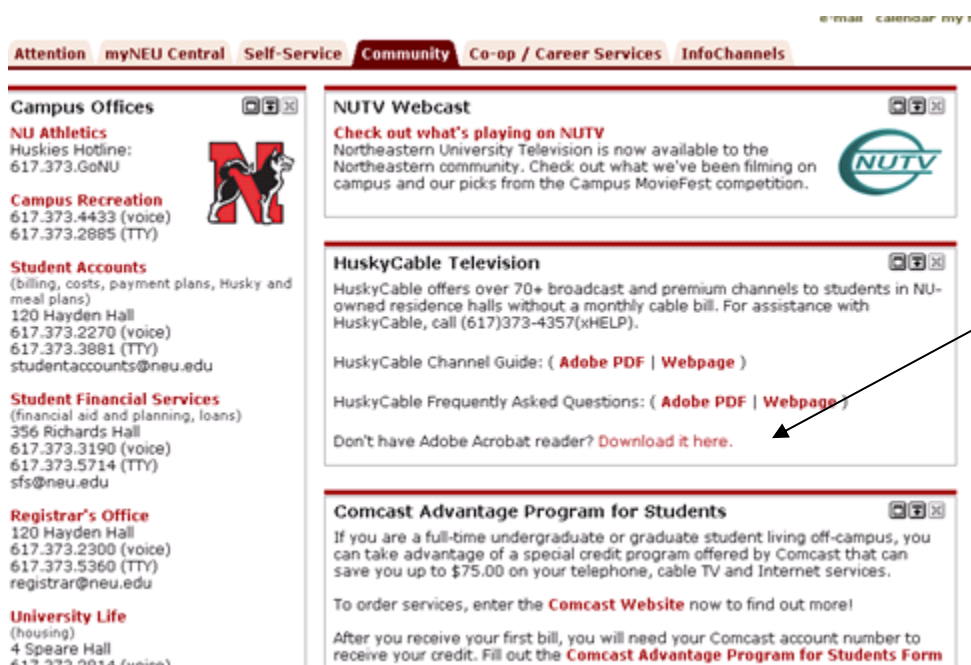 e-mail calendar my
Attention myNEU Central Self-Service Community Co-op / Career Services InfoChannels
Campus Offices
NU Athletics
Huskies Hotline:
617.373.GoNU
N
Campus Recreation
617.373.4433 (voice)
617.373.2885 (TTY)
Student Accounts
(billing, costs, payment plans, Husky and
meal plans)
120 Hayden Hall
617.373.2270 (voice)
617.373.3881 (TTY)
studentaccounts@neu.edu
Student Financial Services
(financial aid and planning, loans)
356 Richards Hall
617.373.3190 (voice)
617.373.5714 (TTY)
sfs@neu.edu
Registrar's Office
120 Hayden Hall
617.373.2300 (voice)
617.373.5360 (TTY)
registrar@neu.edu
University Life
(housing)
4 Speare Hall
617.373.2814 (voice)
NUTV Webcast
Check out what's playing on NUTV
Northeastern University Television is now available to the
Northeastern community. Check out what we've been filming on
campus and our picks from the Campus MovieFest competition.
NUTV
HuskyCable Television
HuskyCable offers over 70+ broadcast and premium channels to students in NU-
owned residence halls without a monthly cable bill. For assistance with
HuskyCable, call (617)373-4357(xHELP).
HuskyCable Channel Guide: ( Adobe PDF | Webpage )
HuskyCable Frequently Asked Questions: ( Adobe PDF | Webpage )
Don't have Adobe Acrobat reader? Download it here.
Comcast Advantage Program for Students
If you are a full-time undergraduate or graduate student living off-campus, you
can take advantage of a special credit program offered by Comcast that can
save you up to $75.00 on your telephone, cable TV and Internet services.
To order services, enter the Comcast Website now to find out more!
After you receive your first bill, you will need your Comcast account number to
receive your credit. Fill out the Comcast Advantage Program for Students Form